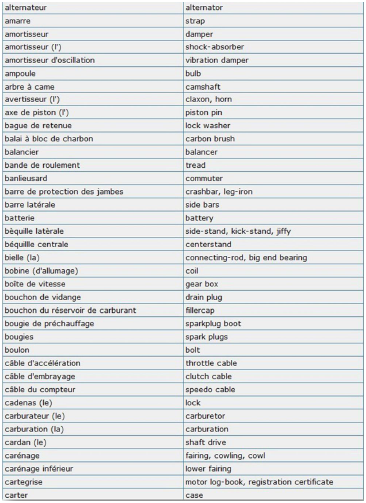 alternateur alternator
amarre strap
amortisseur damper
amortisseur (l') shock-absorber
amortisseur d'oscillation vibration damper
ampoule bulb
arbre à came camshaft
avertisseur (l') claxon, horn
axe de piston (l') piston pin
bague de retenue lock washer
balai à bloc de charbon carbon brush
balancier balancer
bande de roulement tread
banlieusard commuter
barre de protection des jambes crashbar, leg-iron
barre latérale side bars
batterie battery
bèquille latèrale side-stand, kick-stand, jiffy
béquillle centrale centerstand
bielle (la) connecting-rod, big end bearing
bobine (d'allumage) coil
boîte de vitesse gear box
bouchon de vidange drain plug
bouchon du réservoir de carburant fillercap
bougie de préchauffage sparkplug boot
bougies spark plugs
boulon bolt
câble d'accélération throttle cable
câble d'embrayage clutch cable
câble du compteur speedo cable
cadenas (le) lock
carburateur (le) carburetor
carburation (la) carburation
cardan (le) shaft drive
carénage fairing, cowling, cowl
carénage inférieur lower fairing
cartegrise motor log-book, registration certificate
carter case